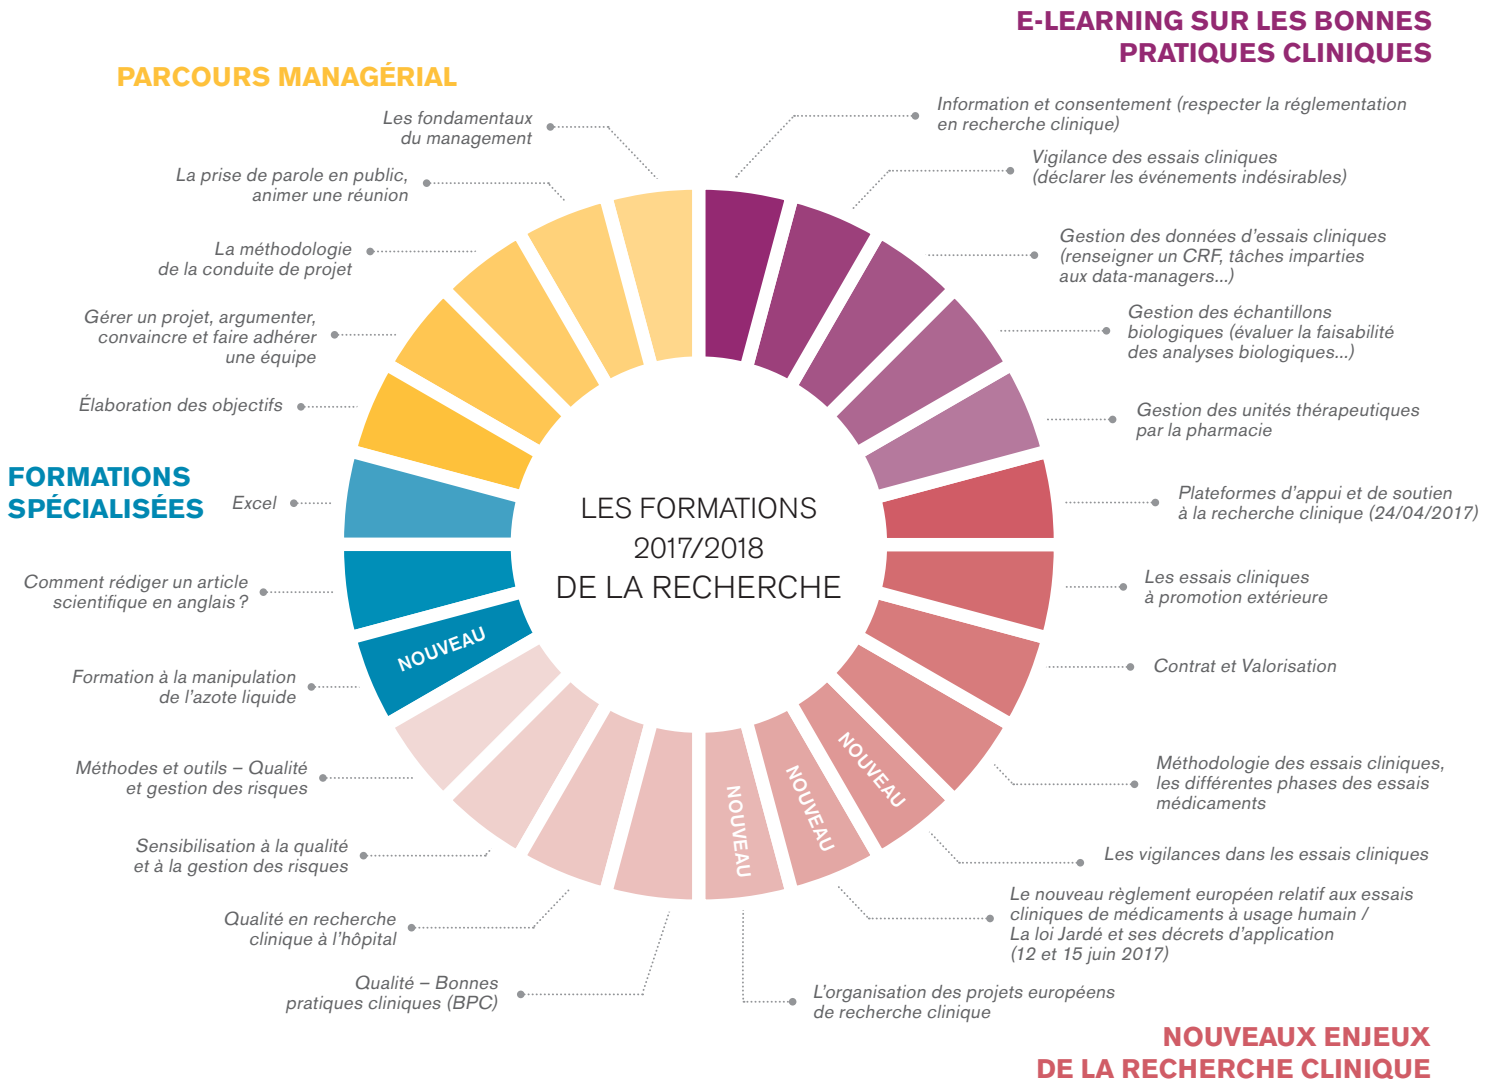 E-LEARNING SUR LES BONNES
PRATIQUES CLINIQUES
Information et consentement (respecter la réglementation
en recherche clinique)
Vigilance des essais cliniques
(déclarer les événements indésirables)
Gestion des données d'essais cliniques
(renseigner un CRF, tâches imparties
aux data-managers...)
Gestion des échantillons
biologiques (évaluer la faisabilité
des analyses biologiques...)
Gestion des unités thérapeutiques
par la pharmacie
Plateformes d'appui et de soutien
à la recherche clinique (24/04/2017)
Les essais cliniques
à promotion extérieure
Contrat et Valorisation
Méthodologie des essais cliniques,
les différentes phases des essais
médicaments
NOUVEAU
Les vigilances dans les essais cliniques
NOUVEAU
Le nouveau règlement européen relatif aux essais
cliniques de médicaments à usage humain /
La loi Jardé et ses décrets d'application
(12 et 15 juin 2017)
NOUVEAU
L'organisation des projets européens
de recherche clinique
NOUVEAUX ENJEUX
DE LA RECHERCHE CLINIQUE
Qualité – Bonnes
pratiques cliniques (BPC)
Qualité en recherche
clinique à l'hôpital
Sensibilisation à la qualité
et à la gestion des risques
Méthodes et outils – Qualité
et gestion des risques
NOUVEAU
Formation à la manipulation
de l'azote liquide
Comment rédiger un article
scientifique en anglais ?
FORMATIONS
SPÉCIALISÉES
Excel
Élaboration des objectifs
Gérer un projet, argumenter,
convaincre et faire adhérer
une équipe
La méthodologie
de la conduite de projet
La prise de parole en public,
animer une réunion
Les fondamentaux
du management
PARCOURS MANAGÉRIAL
LES FORMATIONS
2017/2018
DE LA RECHERCHE